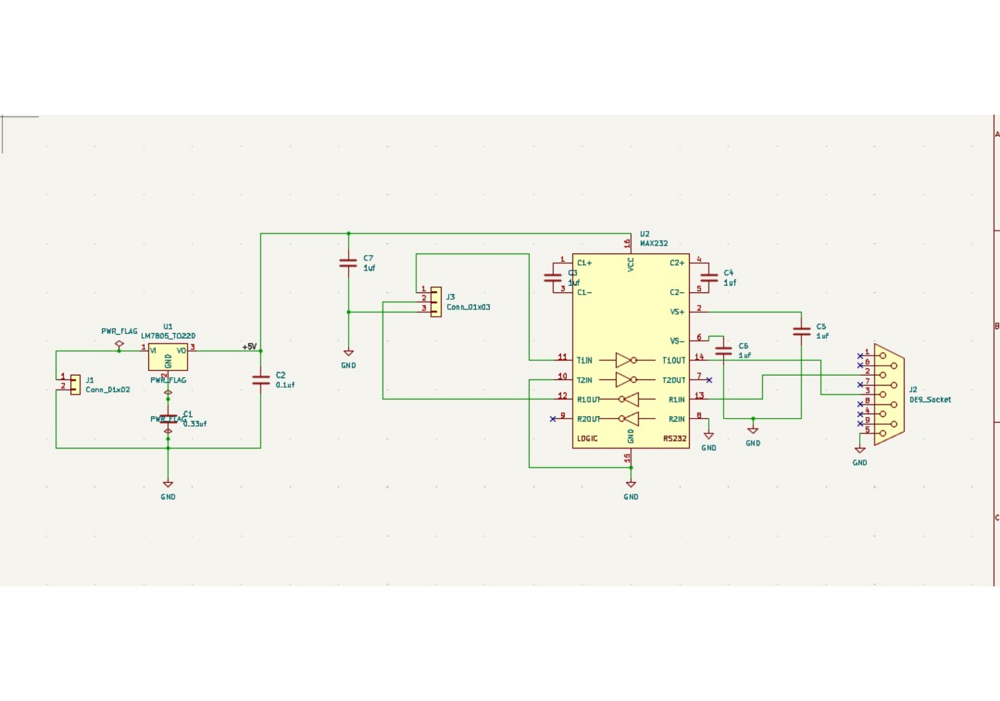 A
B
C
PWR_FLAG
U1
LM7805_TO220
1
VI
VO
3
GND
2
+5V
PWR_FLAG
1
2
J1
Conn_01x02
C1
0.33uf
PWR_FLAG
C2
0.1uf
GND
C7
1uf
GND
1
2
3
J3
Conn_01x03
U2
MAX232
16
VCC
1
C1+
C3
1uf
3
C1-
C2+
4
C4
1uf
C2-
5
VS+
2
VS-
6
C5
1uf
C6
1uf
11
T1IN
T1OUT
14
10
T2IN
T2OUT
7
12
R1OUT
R1IN
13
9
R2OUT
R2IN
8
LOGIC
GND
RS232
15
GND
GND
GND
1
6
2
7
3
8
4
9
5
J2
DE9_Socket
GND